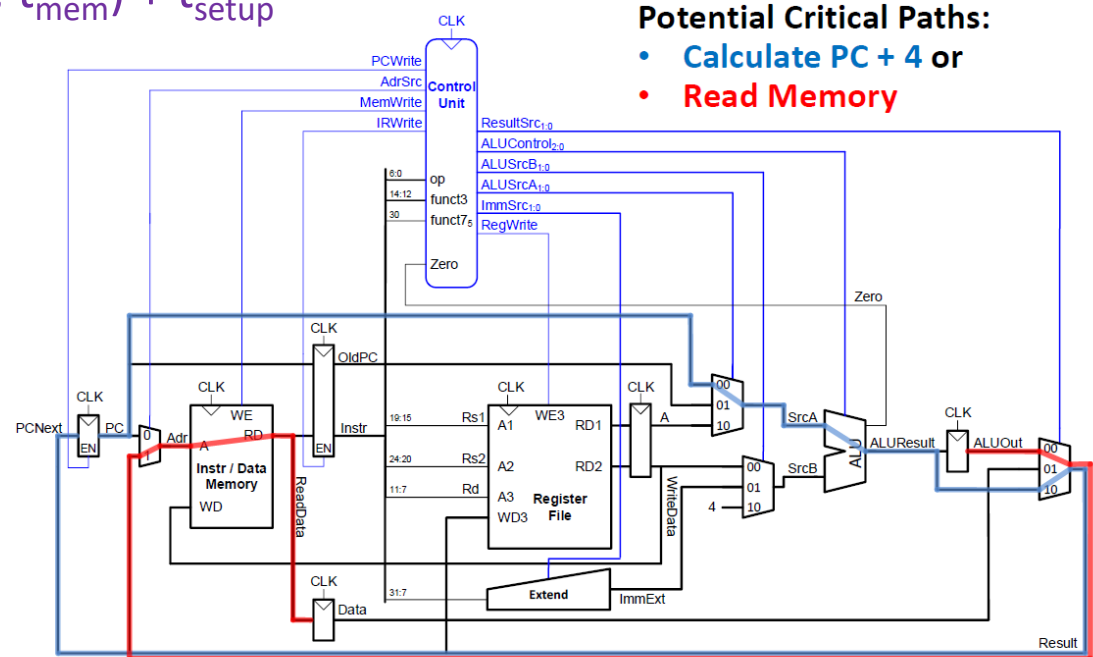 t_mem) + t_setup
Potential Critical Paths:
• Calculate PC + 4 or
• Read Memory
CLK
PCWrite
AdrSrc
MemWrite
IRWrite
Control
Unit
ResultSrc1:0
ALUControl2:0
ALUSrcB1:0
ALUSrcA1:0
ImmSrc1:0
RegWrite
6:0
op
14:12
funct3
30
funct75
Zero
Zero
CLK
OldPC
CLK
PCNext
PC
EN
0
1
Adr
CLK
WE
A
RD
Instr / Data
Memory
WD
ReadData
EN
Instr
19:15
Rs1
24:20
Rs2
11:7
Rd
CLK
WE3
A1
RD1
A2
RD2
A3
WD3
Register
File
CLK
A
WriteData
00
01
10
SrcA
00
01
10
4
SrcB
ALU
ALUResult
CLK
ALUOut
00
01
10
31:7
Extend
ImmExt
CLK
Data
Result